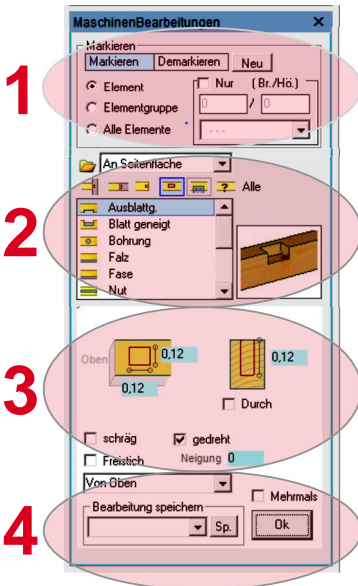 MaschinenBearbeitungen ×
Markieren
Markieren Demarkieren Neu
1
Element
Nur (Br./Hö.)
Elementgruppe
0 / 0
Alle Elemente
- - -
An Seitenfläche
? Alle
2
Ausblattg.
Blatt geneigt
Bohrung
Falz
Fase
Nut
3
Oben 0,12
0,12
0,12
Durch
schräg gedreht
Freistich Neigung 0
Von Oben
Mehrmals
4
Bearbeitung speichern
Sp. Ok